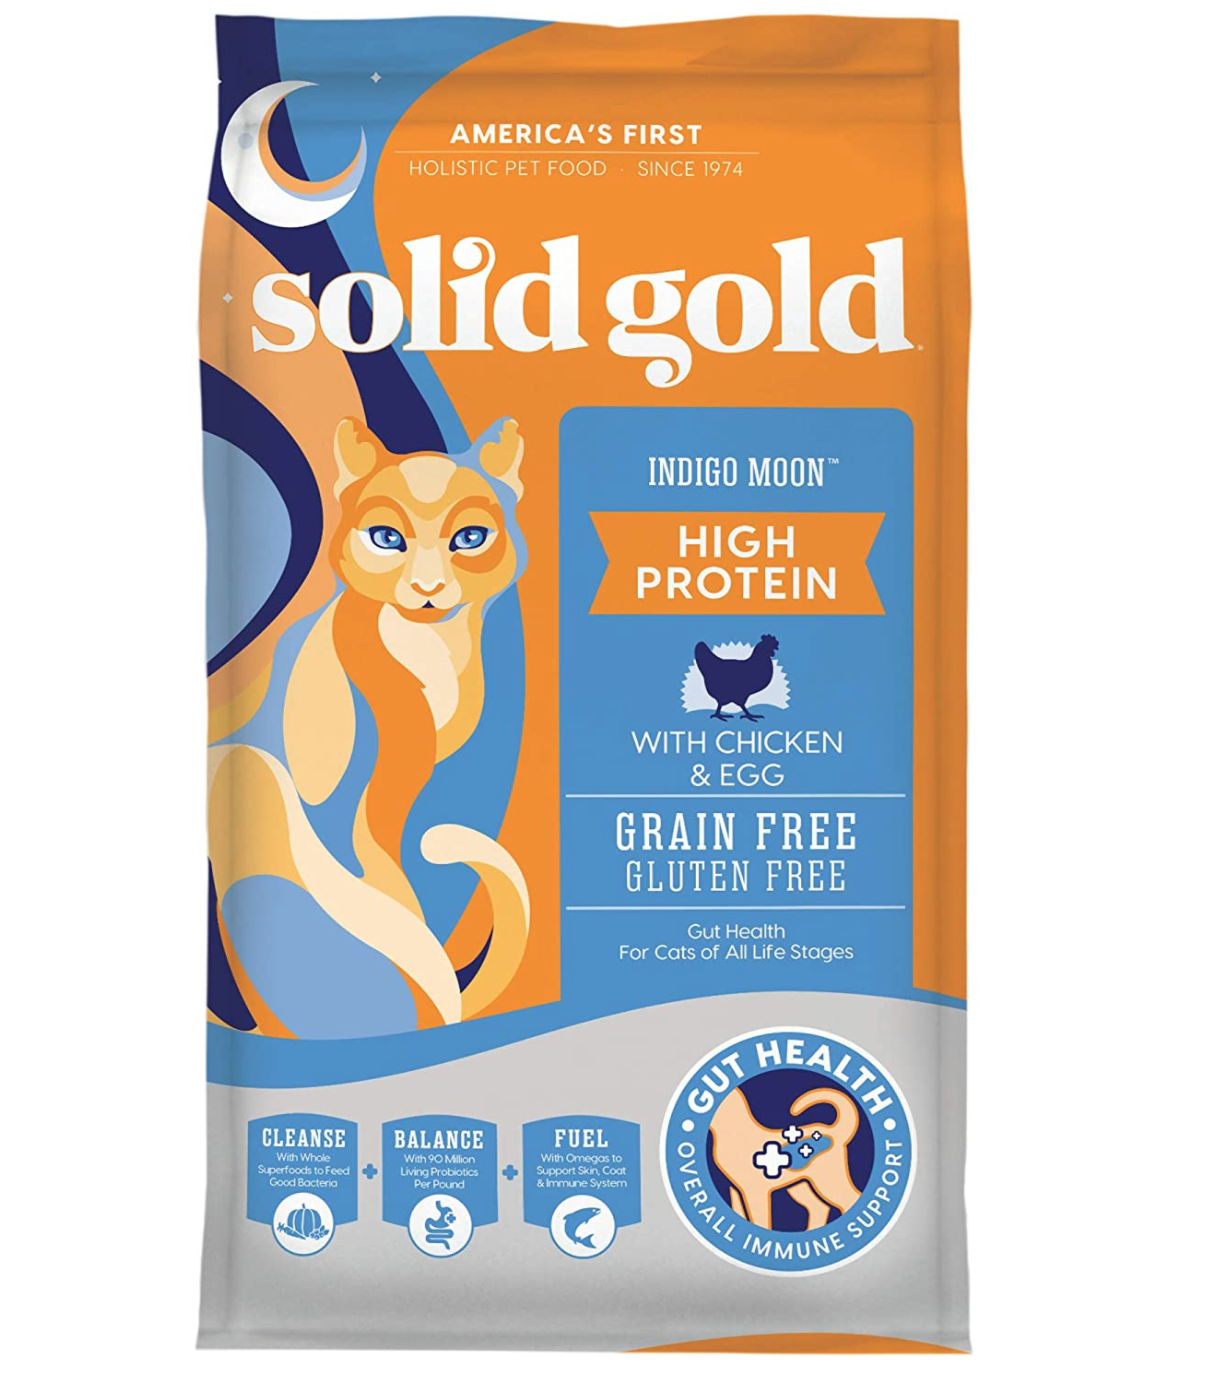 AMERICA'S FIRST
HOLISTIC PET FOOD · SINCE 1974
solid gold
INDIGO MOON™
HIGH
PROTEIN
WITH CHICKEN
& EGG
GRAIN FREE
GLUTEN FREE
Gut Health
For Cats of All Life Stages
GUT HEALTH
OVERALL IMMUNE SUPPORT
CLEANSE
With Whole
Superfoods to Feed
Good Bacteria
BALANCE
With 90 Million
Living Probiotics
Per Pound
FUEL
With Omegas to
Support Skin, Coat
& Immune System